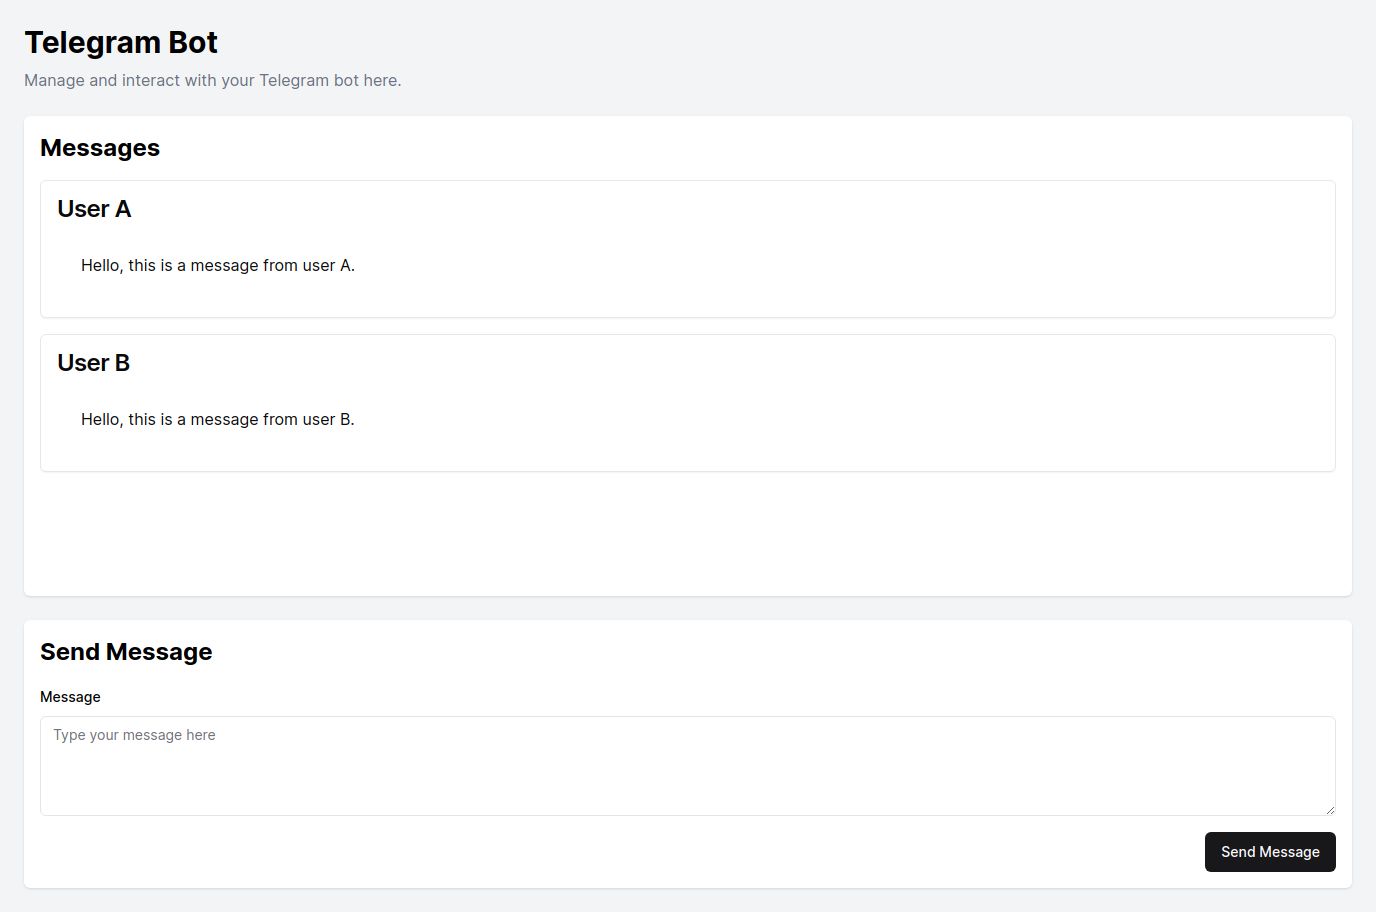 Telegram Bot
Manage and interact with your Telegram bot here.
Messages
User A
Hello, this is a message from user A.
User B
Hello, this is a message from user B.
Send Message
Message
Type your message here
Send Message